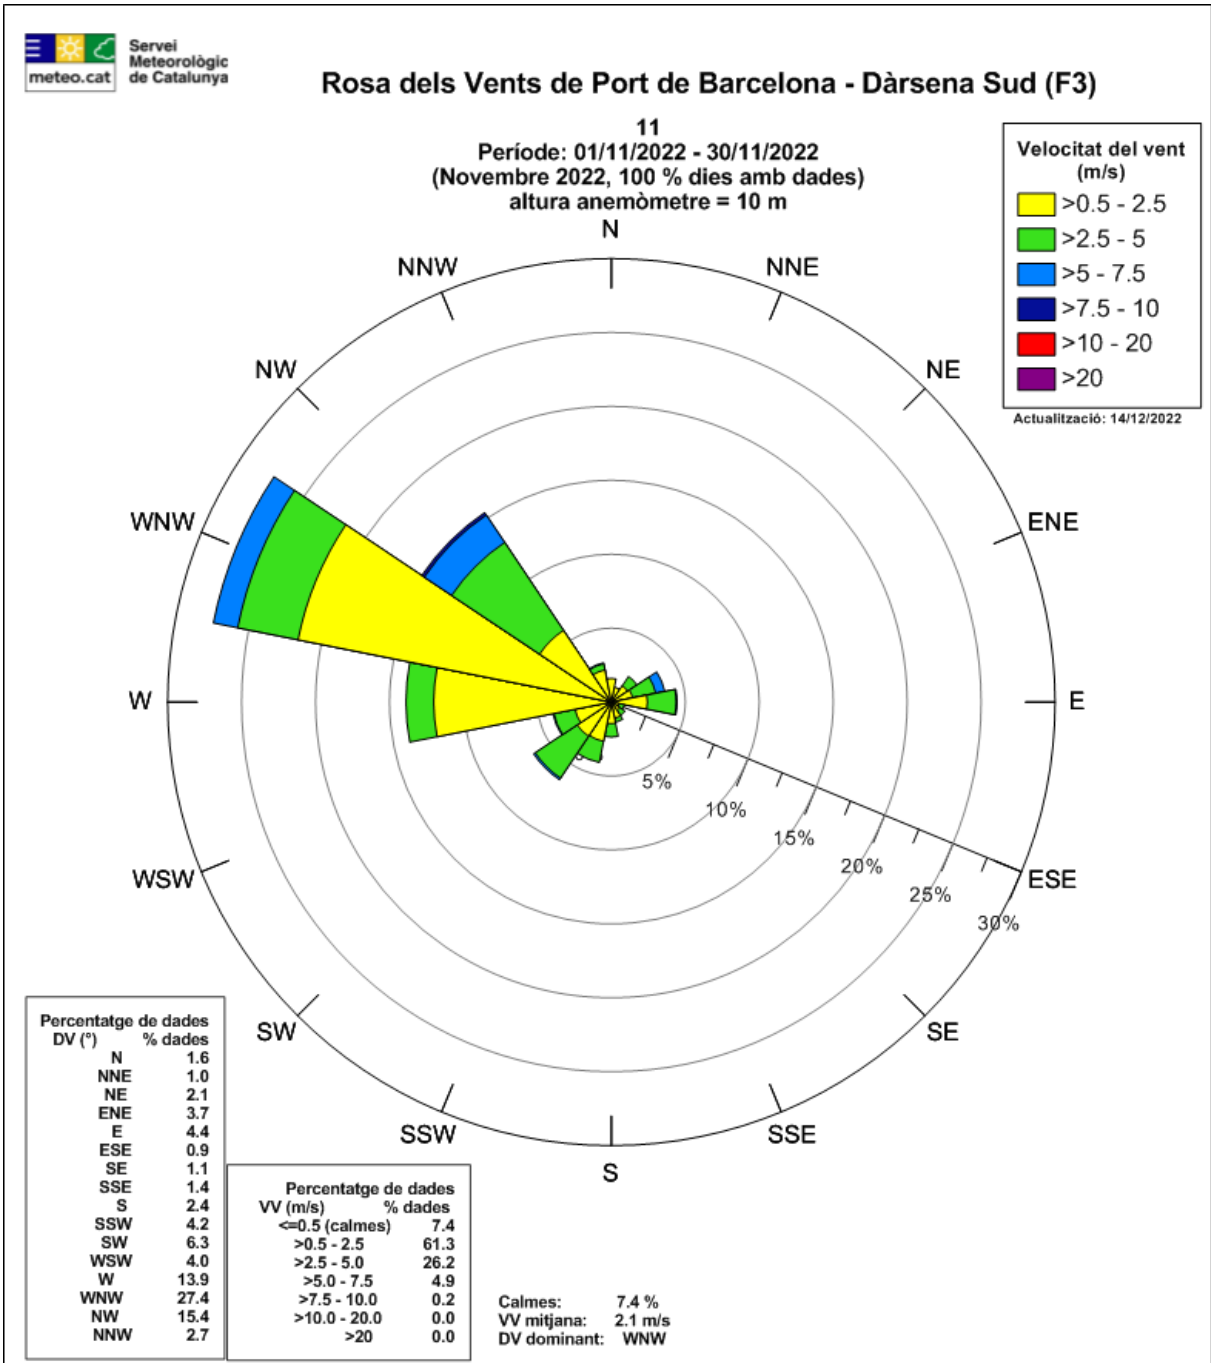 Servei
Meteorològic
de Catalunya
meteo.cat
Rosa dels Vents de Port de Barcelona - Dàrsena Sud (F3)
11
Període: 01/11/2022 - 30/11/2022
(Novembre 2022, 100 % dies amb dades)
altura anemòmetre = 10 m
Velocitat del vent
(m/s)
>0.5 - 2.5
>2.5 - 5
>5 - 7.5
>7.5 - 10
>10 - 20
>20
Actualització: 14/12/2022
N
NNW
NNE
NW
NE
WNW
ENE
W
E
5%
10%
15%
20%
25%
30%
WSW
ESE
SW
SE
SSW
SSE
S
Percentatge de dades
DV (°) % dades
N 1.6
NNE 1.0
NE 2.1
ENE 3.7
E 4.4
ESE 0.9
SE 1.1
SSE 1.4
S 2.4
SSW 4.2
SW 6.3
WSW 4.0
W 13.9
WNW 27.4
NW 15.4
NNW 2.7
Percentatge de dades
VV (m/s) % dades
<=0.5 (calmes) 7.4
>0.5 - 2.5 61.3
>2.5 - 5.0 26.2
>5.0 - 7.5 4.9
>7.5 - 10.0 0.2
>10.0 - 20.0 0.0
>20 0.0
Calmes: 7.4 %
VV mitjana: 2.1 m/s
DV dominant: WNW